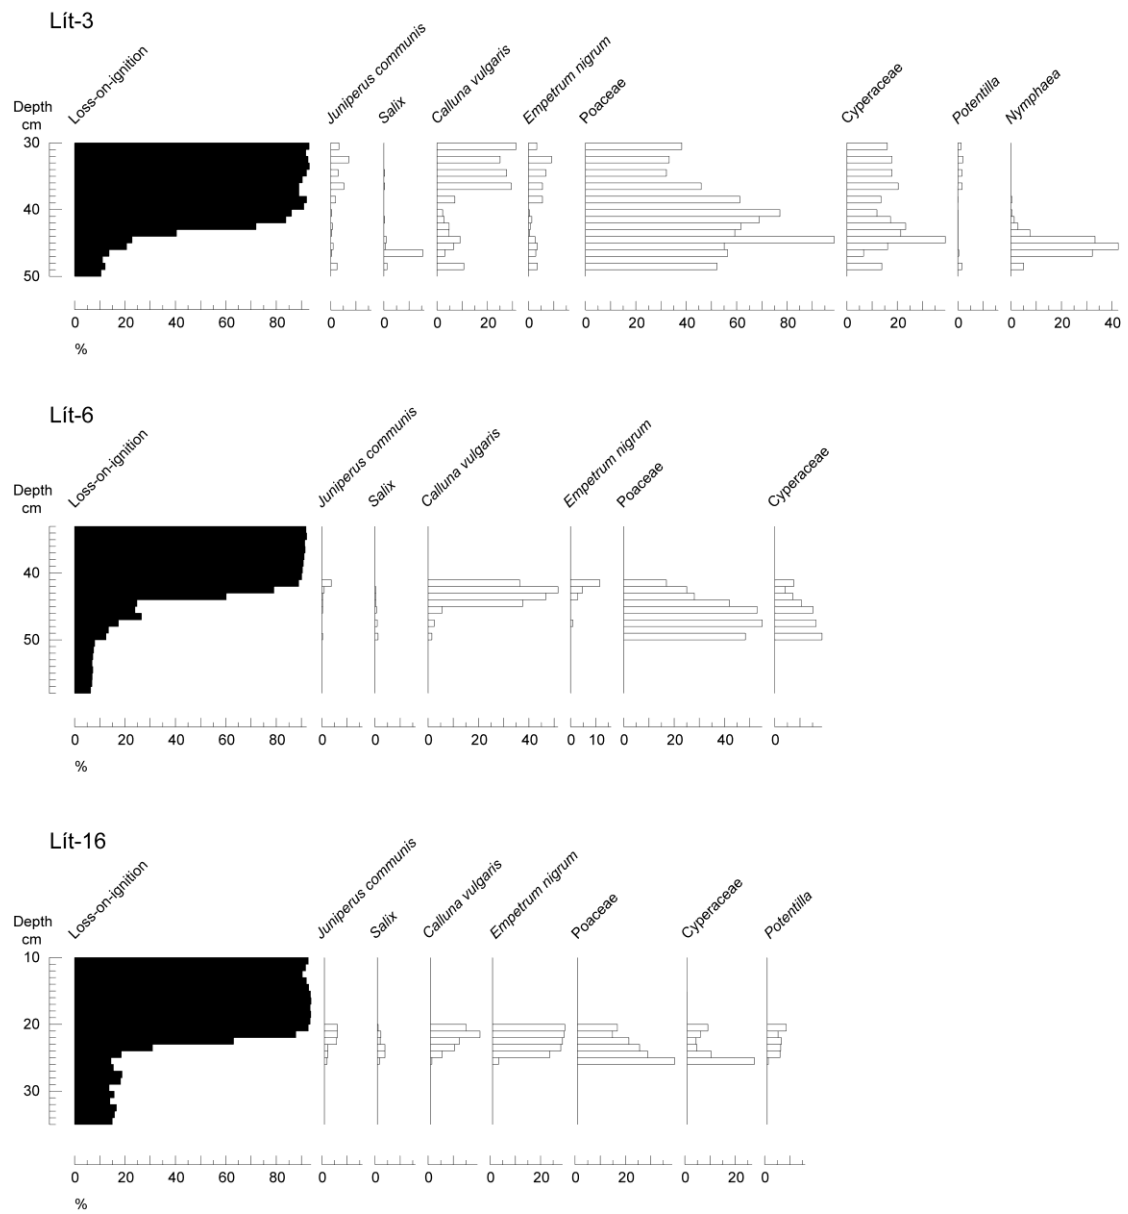 Lít-3
Depth
cm
Loss-on-ignition
Juniperus communis
Salix
Calluna vulgaris
Empetrum nigrum
Poaceae
Cyperaceae
Potentilla
Nymphaea
30
40
50
0 20 40 60 80 0 0 0 20 0 0 20 40 60 80 0 20 0 0 20 40
%
Lít-6
Depth
cm
Loss-on-ignition
Juniperus communis
Salix
Calluna vulgaris
Empetrum nigrum
Poaceae
Cyperaceae
40
50
0 20 40 60 80 0 0 0 20 40 0 10 0 20 40 0
%
Lít-16
Depth
cm
Loss-on-ignition
Juniperus communis
Salix
Calluna vulgaris
Empetrum nigrum
Poaceae
Cyperaceae
Potentilla
10
20
30
0 20 40 60 80 0 0 0 0 20 0 20 0 20 0
%